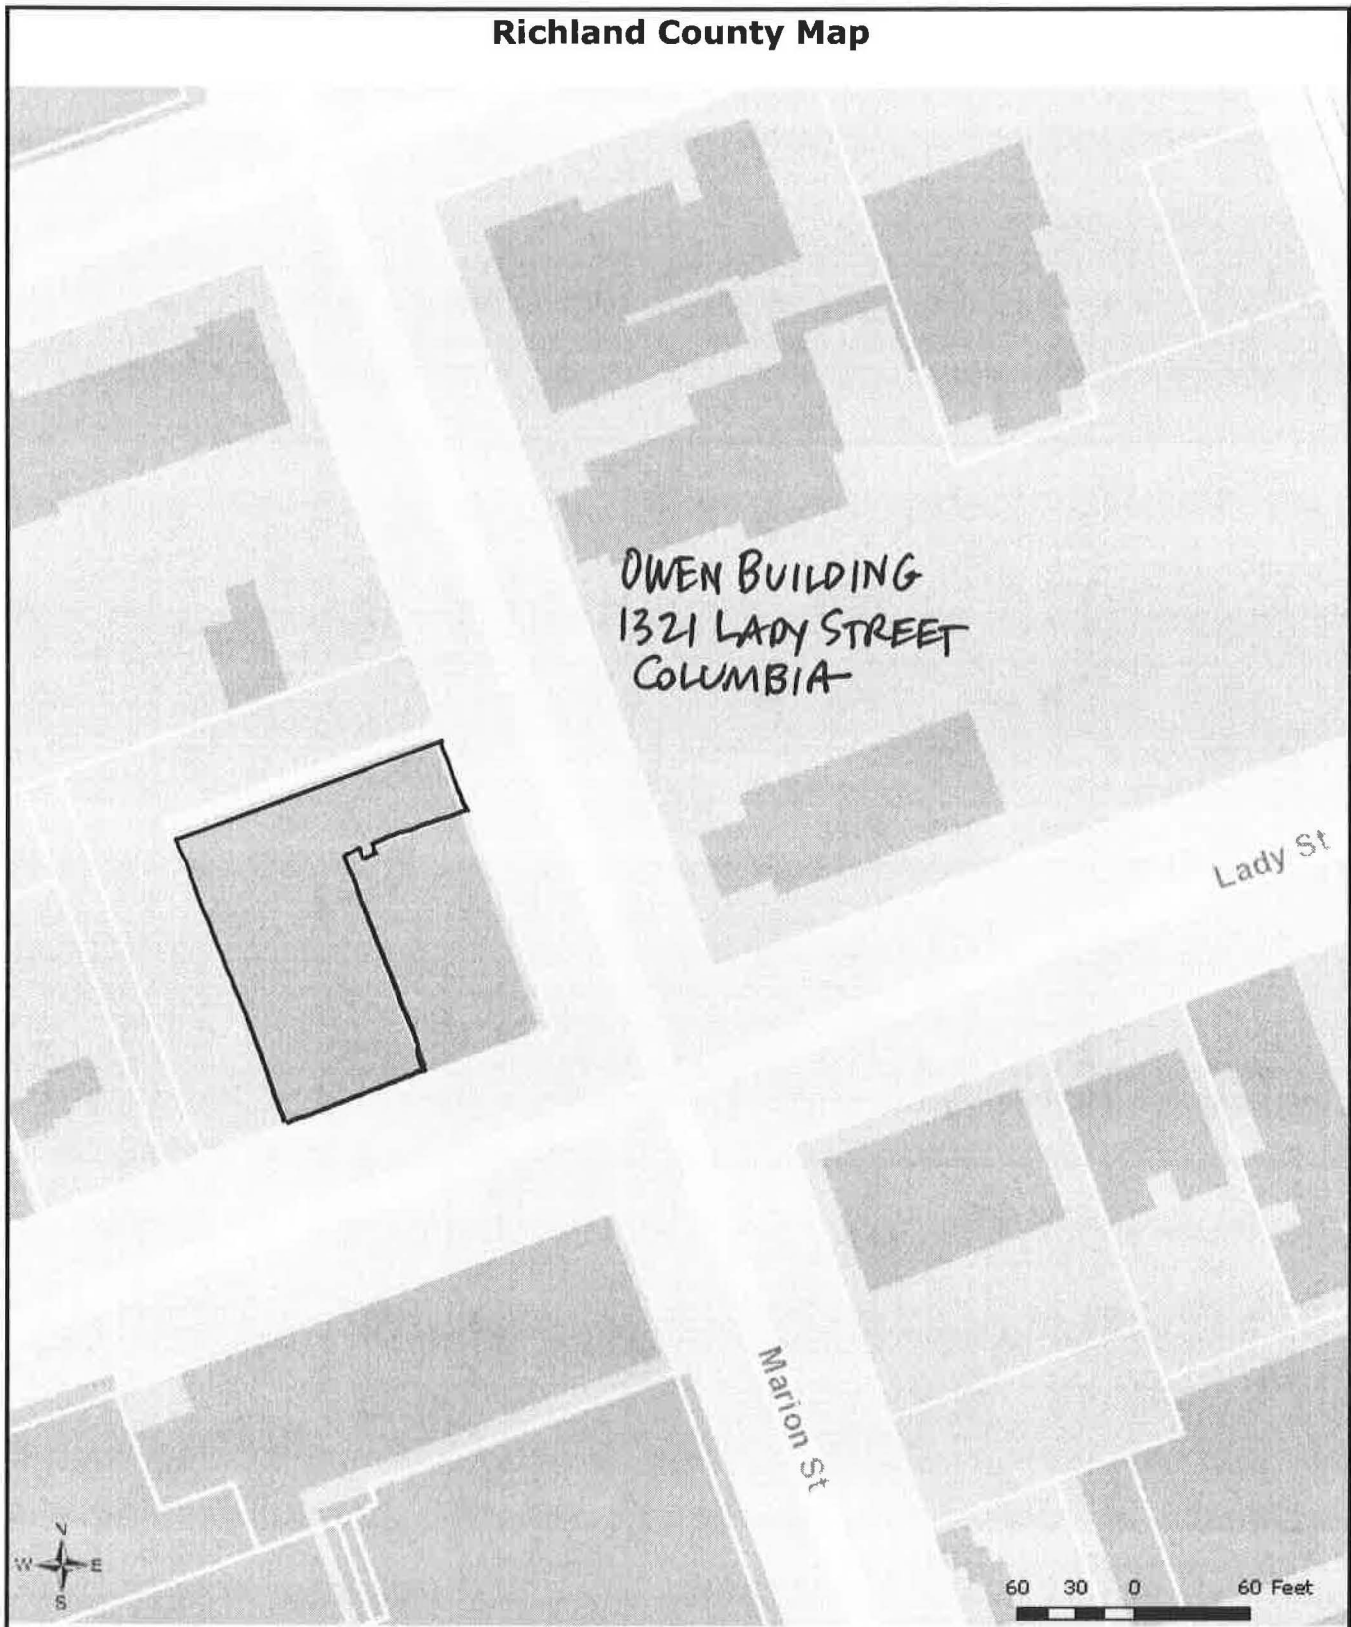 Richland County Map
OWEN BUILDING
1321 LADY STREET
COLUMBIA
Lady St
Marion St
N
W E
S
60 30 0 60 Feet